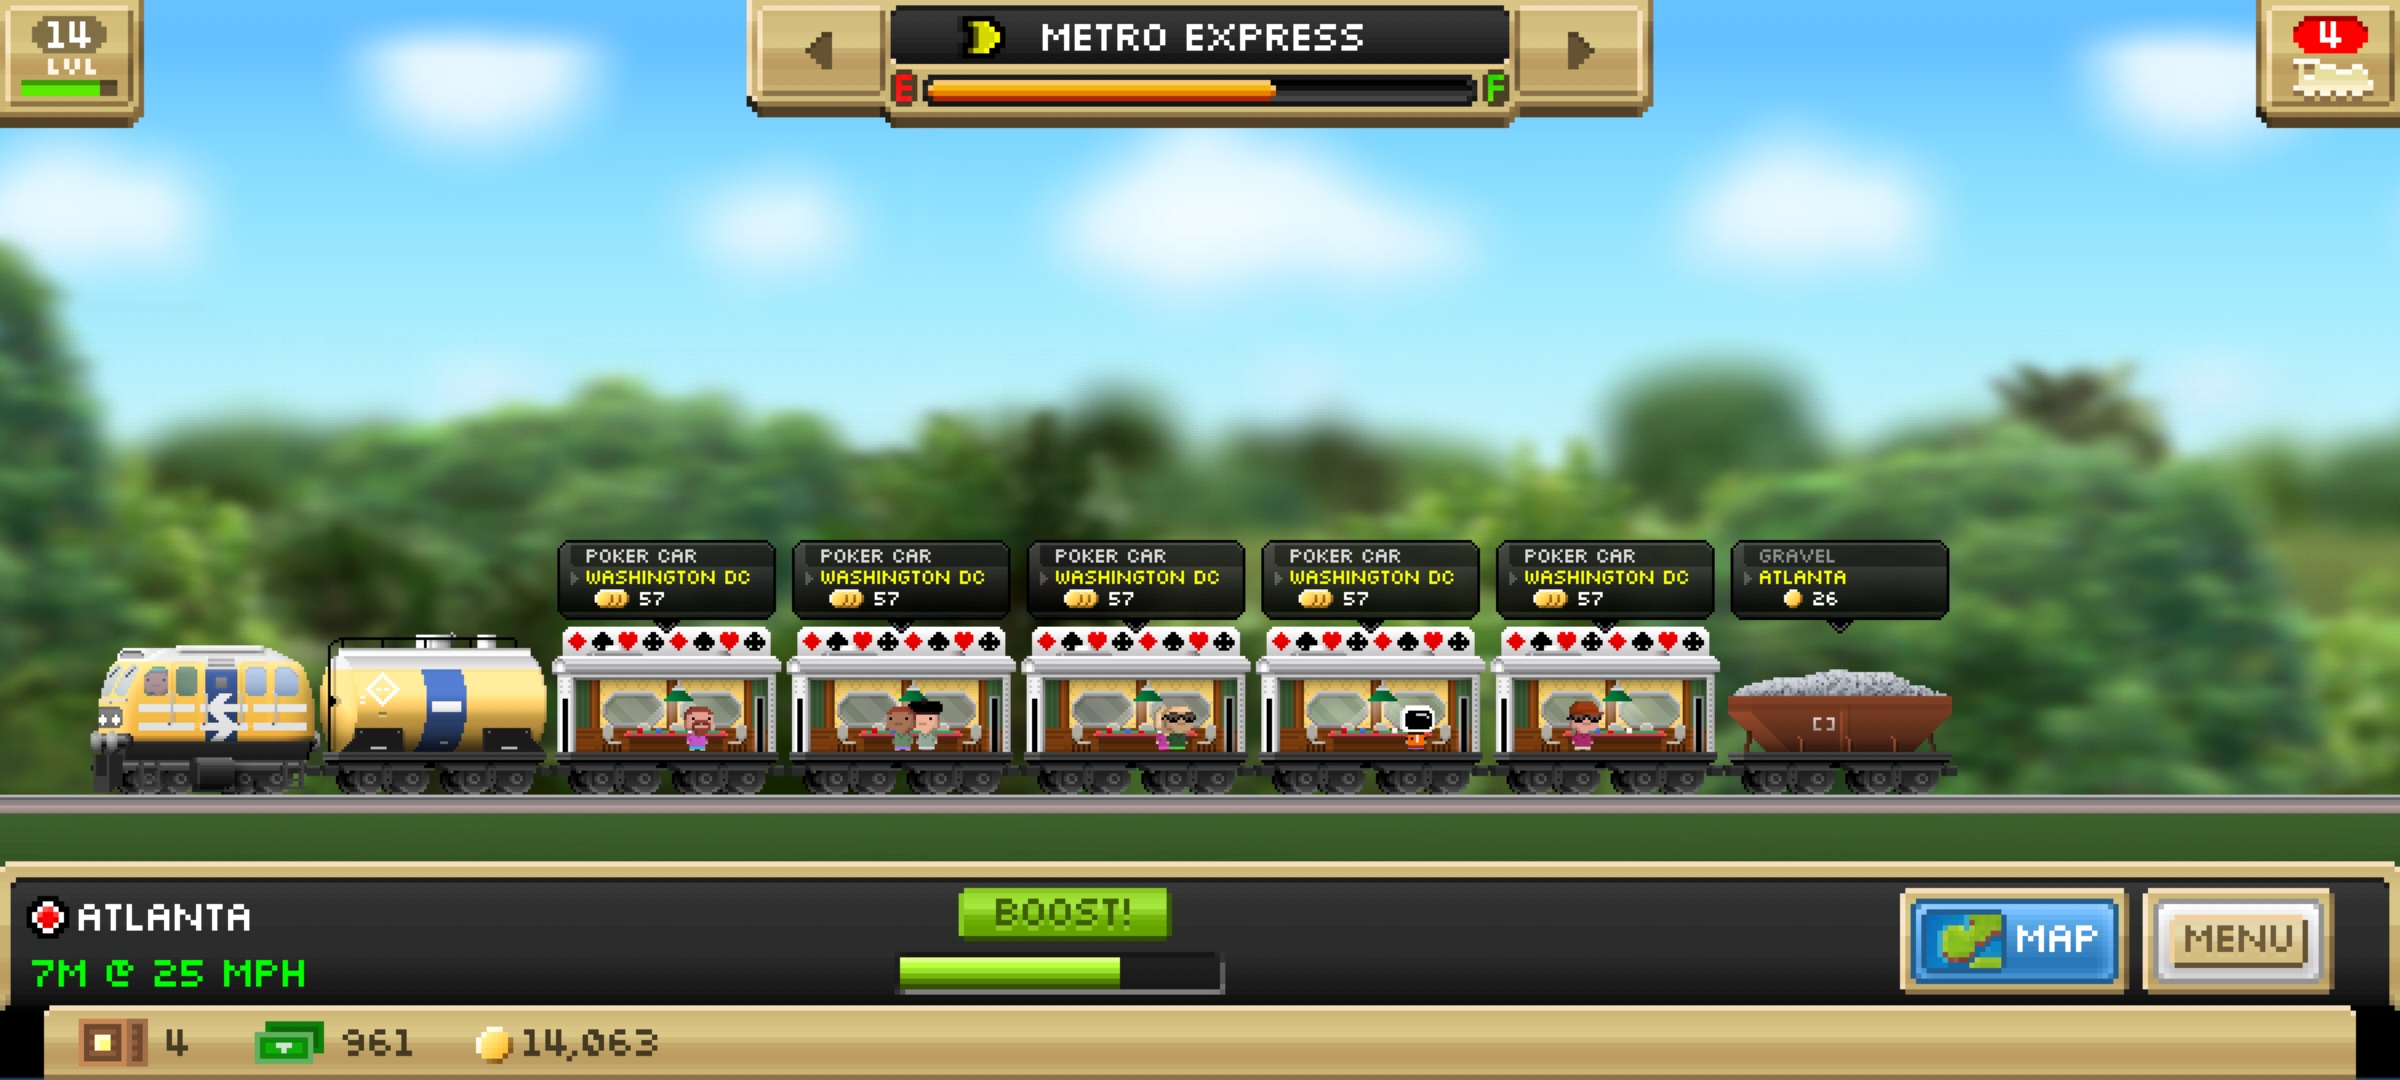 14
LVL
METRO EXPRESS
E F
4
POKER CAR
WASHINGTON DC
57
POKER CAR
WASHINGTON DC
57
POKER CAR
WASHINGTON DC
57
POKER CAR
WASHINGTON DC
57
POKER CAR
WASHINGTON DC
57
GRAVEL
ATLANTA
26
ATLANTA
7M @ 25 MPH
BOOST!
MAP
MENU
4
961
14,063